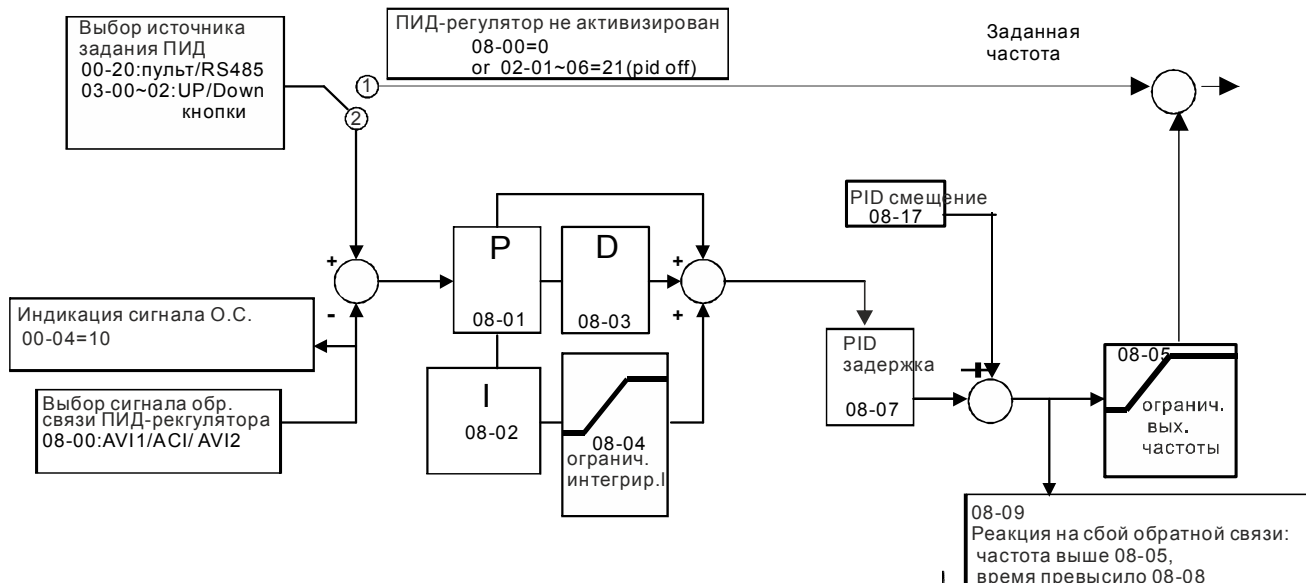 Выбор источника
задания ПИД
00-20:пульт/RS485
03-00~02:UP/Down
кнопки
ПИД-регулятор не активизирован
08-00=0
or 02-01~06=21(pid off)
Заданная
частота
1
2
PID смещение
08-17
+
-
P
08-01
D
08-03
+
+
Индикация сигнала О.С.
00-04=10
PID
задержка
08-07
08-05
огранич.
вых.
частоты
I
08-02
08-04
огранич.
интегрир.I
Выбор сигнала обр.
связи ПИД-рекгулятора
08-00:AVI1/ACI/ AVI2
08-09
Реакция на сбой обратной связи:
частота выше 08-05,
время превысило 08-08